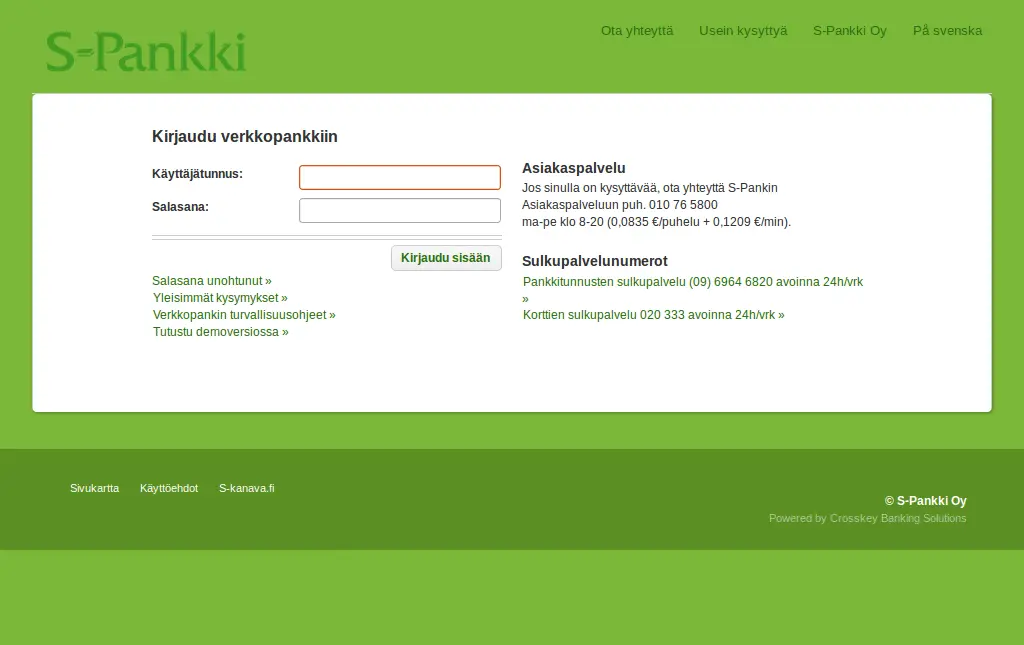 S-Pankki
Ota yhteyttä Usein kysyttyä S-Pankki Oy På svenska
Kirjaudu verkkopankkiin
Käyttäjätunnus:
Salasana:
Kirjaudu sisään
Salasana unohtunut »
Yleisimmät kysymykset »
Verkkopankin turvallisuusohjeet »
Tutustu demoversiossa »
Asiakaspalvelu
Jos sinulla on kysyttävää, ota yhteyttä S-Pankin
Asiakaspalveluun puh. 010 76 5800
ma-pe klo 8-20 (0,0835 €/puhelu + 0,1209 €/min).
Sulkupalvelunumerot
Pankkitunnusten sulkupalvelu (09) 6964 6820 avoinna 24h/vrk
»
Korttien sulkupalvelu 020 333 avoinna 24h/vrk »
Sivukartta Käyttöehdot S-kanava.fi
© S-Pankki Oy
Powered by Crosskey Banking Solutions